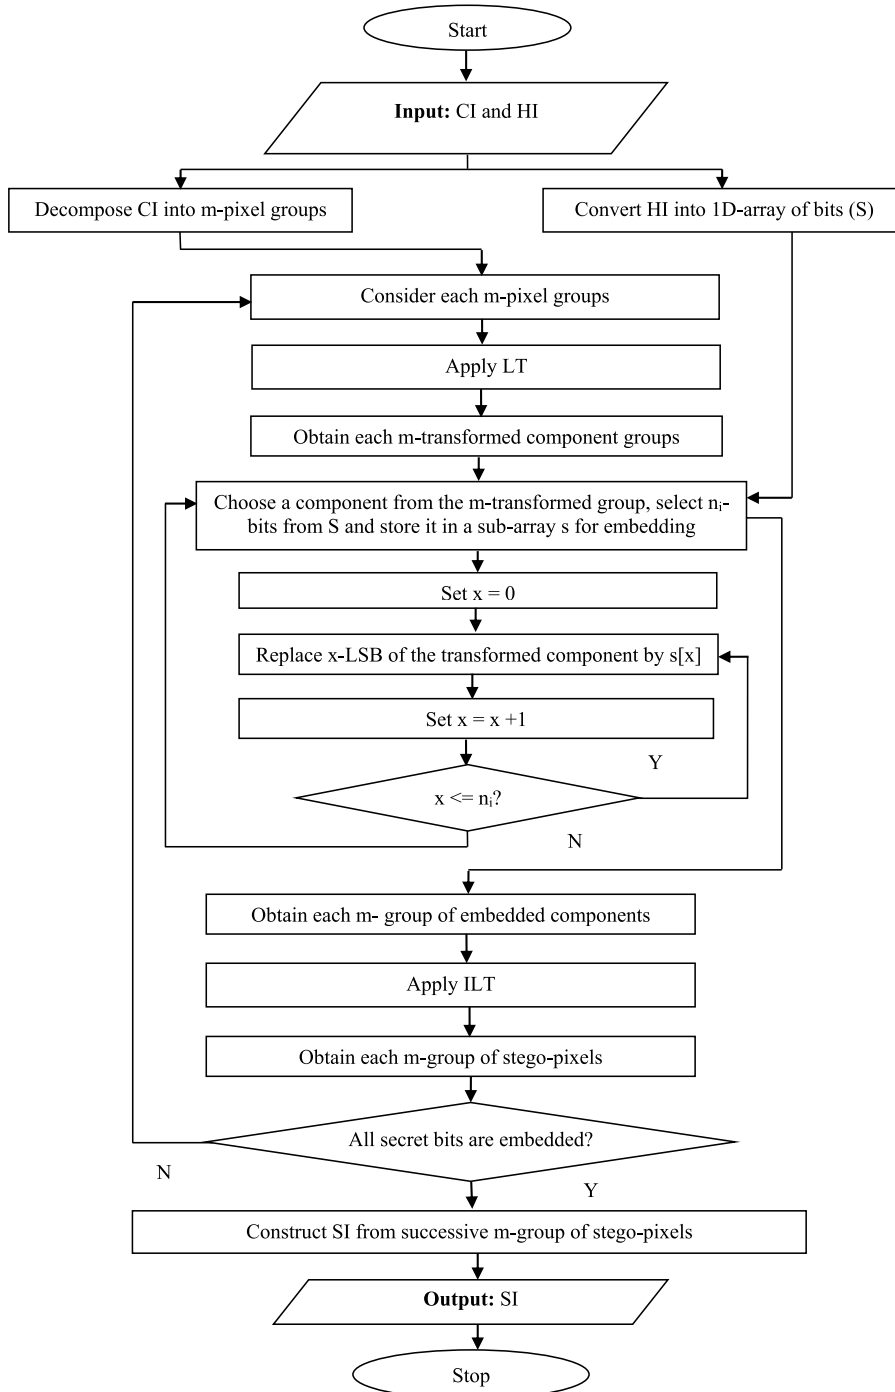 Start
Input: CI and HI
Decompose CI into m-pixel groups
Convert HI into 1D-array of bits (S)
Consider each m-pixel groups
Apply LT
Obtain each m-transformed component groups
Choose a component from the m-transformed group, select nᵢ-
bits from S and store it in a sub-array s for embedding
Set x = 0
Replace x-LSB of the transformed component by s[x]
Set x = x +1
Y
x <= nᵢ?
N
Obtain each m- group of embedded components
Apply ILT
Obtain each m-group of stego-pixels
All secret bits are embedded?
N
Y
Construct SI from successive m-group of stego-pixels
Output: SI
Stop